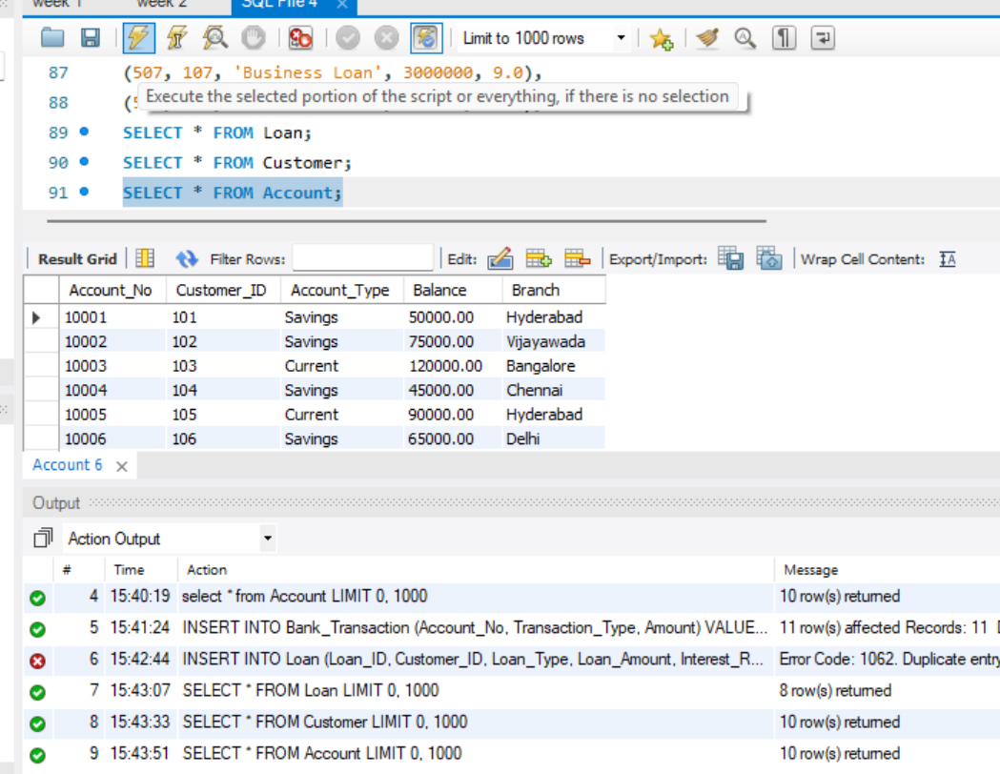 week 1 week 2 SQL File 4
Limit to 1000 rows
87 (507, 107, 'Business Loan', 3000000, 9.0),
Execute the selected portion of the script or everything, if there is no selection
88
89 SELECT * FROM Loan;
90 SELECT * FROM Customer;
91 SELECT * FROM Account;
Result Grid Filter Rows: Edit: Export/Import: Wrap Cell Content:
Account_No Customer_ID Account_Type Balance Branch
10001 101 Savings 50000.00 Hyderabad
10002 102 Savings 75000.00 Vijayawada
10003 103 Current 120000.00 Bangalore
10004 104 Savings 45000.00 Chennai
10005 105 Current 90000.00 Hyderabad
10006 106 Savings 65000.00 Delhi
Account 6
Output
Action Output
# Time Action Message
4 15:40:19 select * from Account LIMIT 0, 1000 10 row(s) returned
5 15:41:24 INSERT INTO Bank_Transaction (Account_No, Transaction_Type, Amount) VALUE... 11 row(s) affected Records: 11
6 15:42:44 INSERT INTO Loan (Loan_ID, Customer_ID, Loan_Type, Loan_Amount, Interest_R... Error Code: 1062. Duplicate entry
7 15:43:07 SELECT * FROM Loan LIMIT 0, 1000 8 row(s) returned
8 15:43:33 SELECT * FROM Customer LIMIT 0, 1000 10 row(s) returned
9 15:43:51 SELECT * FROM Account LIMIT 0, 1000 10 row(s) returned